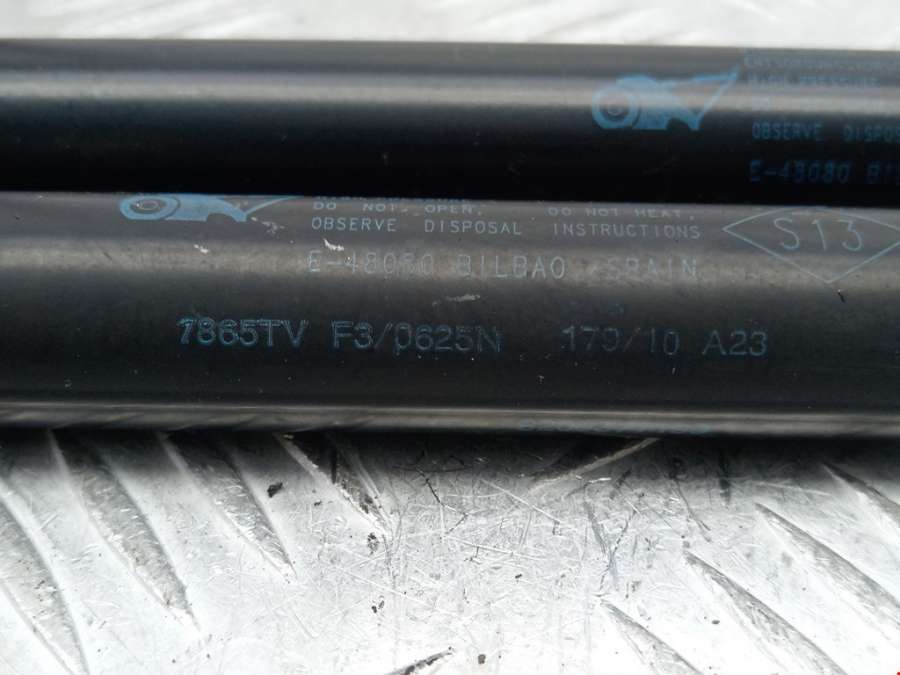 OBSERVE DISPOS
E-48080 BIL
DO NOT OPEN. DO NOT HEAT.
OBSERVE DISPOSAL INSTRUCTIONS
S13
E-48080 BILBAO SPAIN
7865TV F3/0625N 179/10 A23